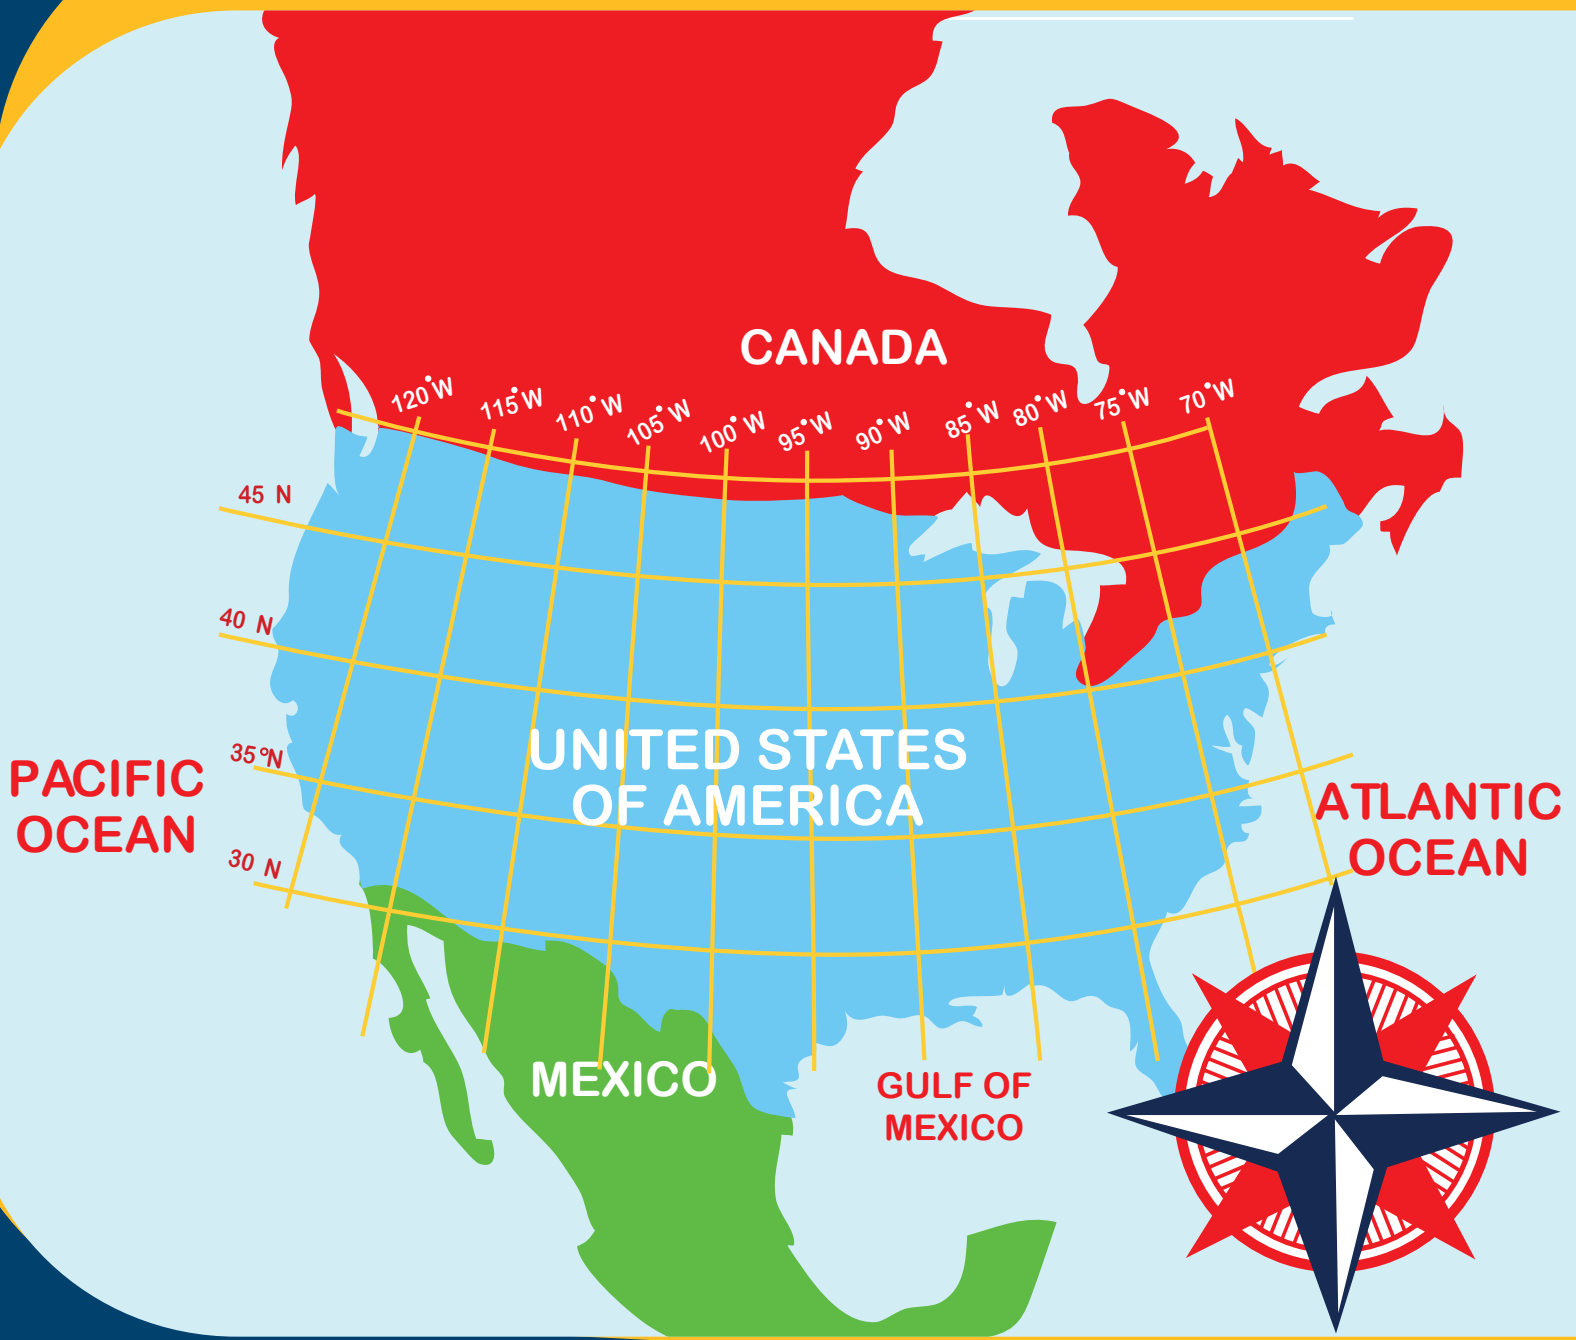 CANADA
120°W
115°W
110°W
105°W
100°W
95°W
90°W
85°W
80°W
75°W
70°W
45 N
40 N
35°N
30 N
UNITED STATES
OF AMERICA
PACIFIC
OCEAN
ATLANTIC
OCEAN
MEXICO
GULF OF
MEXICO